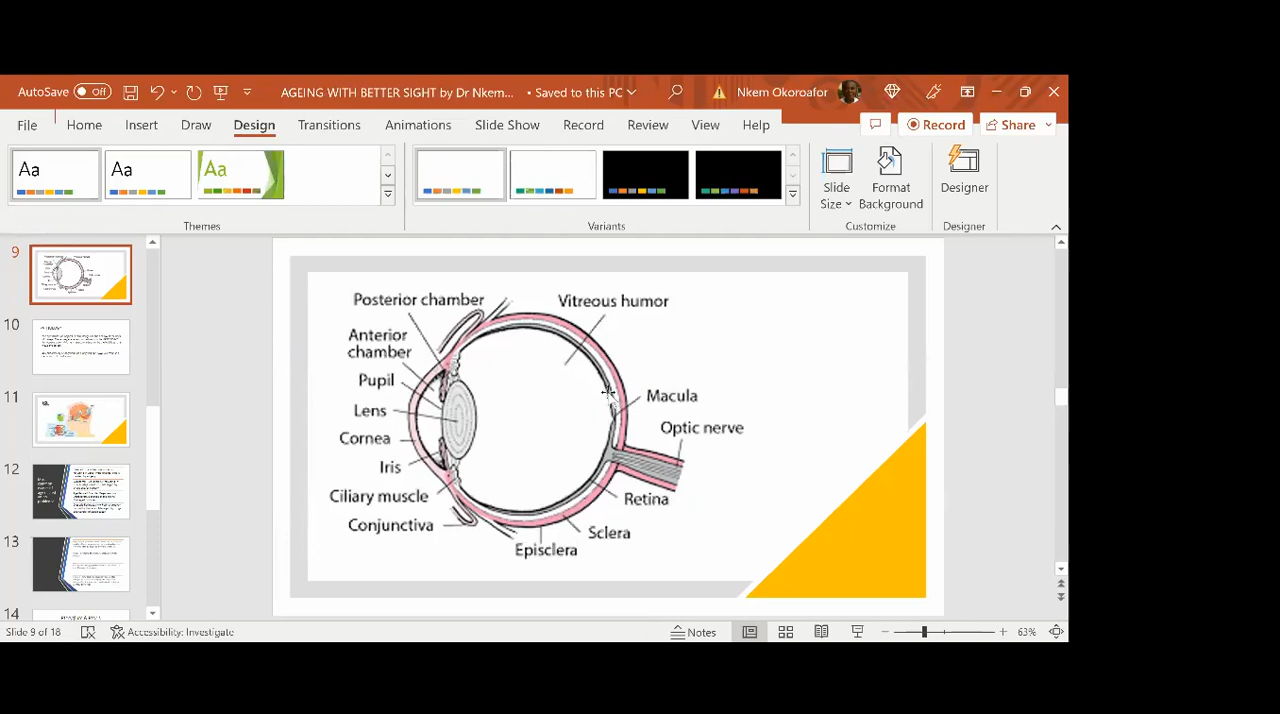 AutoSave Off AGEING WITH BETTER SIGHT by Dr Nkem... • Saved to this PC Nkem Okoroafor
File Home Insert Draw Design Transitions Animations Slide Show Record Review View Help Record Share
Aa Aa Aa
Slide Size Format Background Designer
Themes Variants Customize Designer
9
10
11
12
13
14
Posterior chamber
Vitreous humor
Anterior chamber
Pupil
Lens
Cornea
Iris
Ciliary muscle
Conjunctiva
Macula
Optic nerve
Retina
Sclera
Episclera
Slide 9 of 18 Accessibility: Investigate Notes 63%